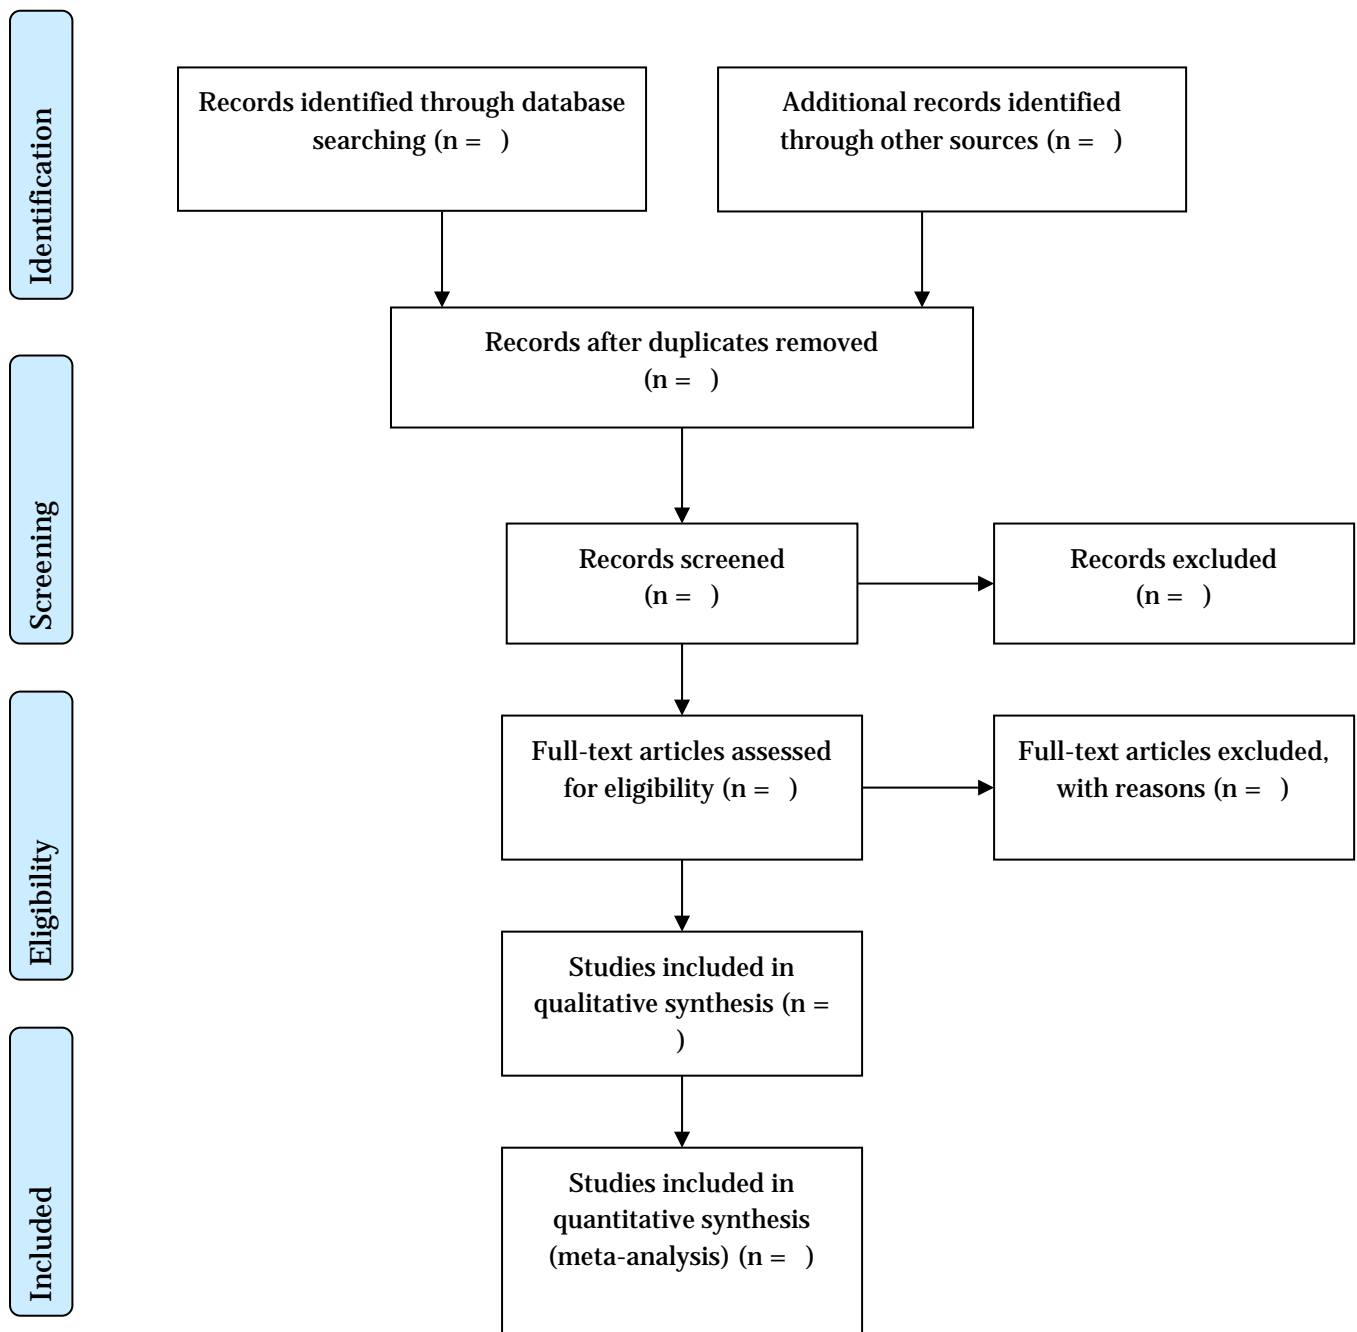 Identification
Records identified through database
searching (n =   )
Additional records identified
through other sources (n =   )
Records after duplicates removed
(n =   )
Screening
Records screened
(n =   )
Records excluded
(n =   )
Eligibility
Full-text articles assessed
for eligibility (n =   )
Full-text articles excluded,
with reasons (n =   )
Studies included in
qualitative synthesis (n =
)
Included
Studies included in
quantitative synthesis
(meta-analysis) (n =   )